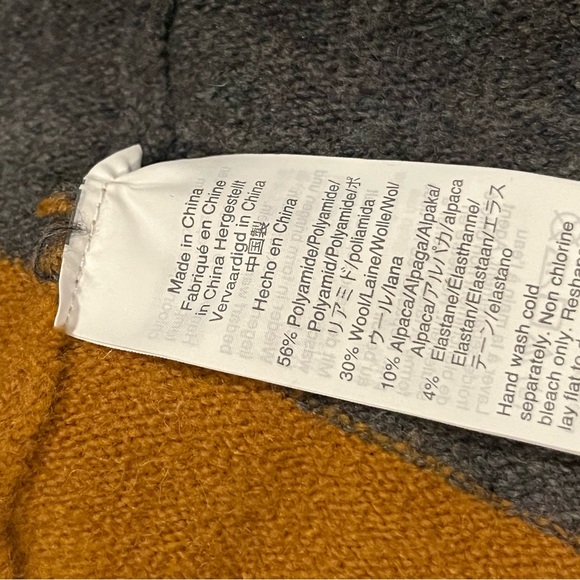 Made in China
Fabriqué en Chine
in China Hergestellt
Vervaardigd in China
中国製
Hecho en China
56% Polyamide/Polyamide/
Polyamid/Polyamide/ポ
リアミド/poliamida
30% Wool/Laine/Wolle/Wol/
ウール/lana
10% Alpaca/Alpaga/Alpaka/
Alpaca/アルパカ/alpaca
4% Elastane/Elasthanne/
Elastan/Elastaan/エラス
テーン/elastano
Hand wash cold
separately. Non chlorine
bleach only.
lay flat to